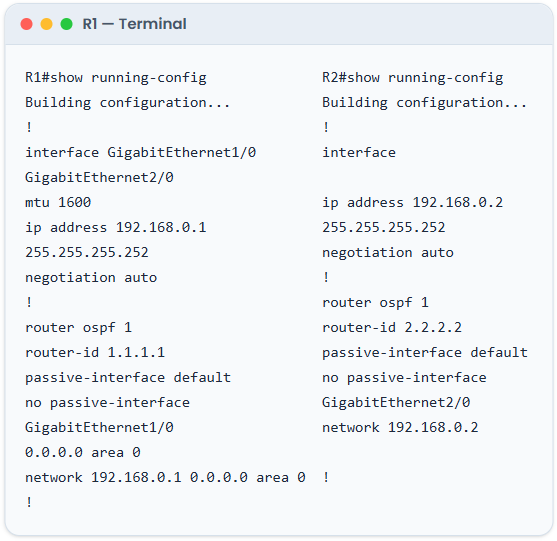 R1 — Terminal
R1#show running-config R2#show running-config
Building configuration... Building configuration...
! !
interface GigabitEthernet1/0 interface
GigabitEthernet2/0
mtu 1600 ip address 192.168.0.2
ip address 192.168.0.1 255.255.255.252
255.255.255.252 negotiation auto
negotiation auto !
! router ospf 1
router ospf 1 router-id 2.2.2.2
router-id 1.1.1.1 passive-interface default
passive-interface default no passive-interface
no passive-interface GigabitEthernet2/0
GigabitEthernet1/0 network 192.168.0.2
0.0.0.0 area 0
network 192.168.0.1 0.0.0.0 area 0 !
!